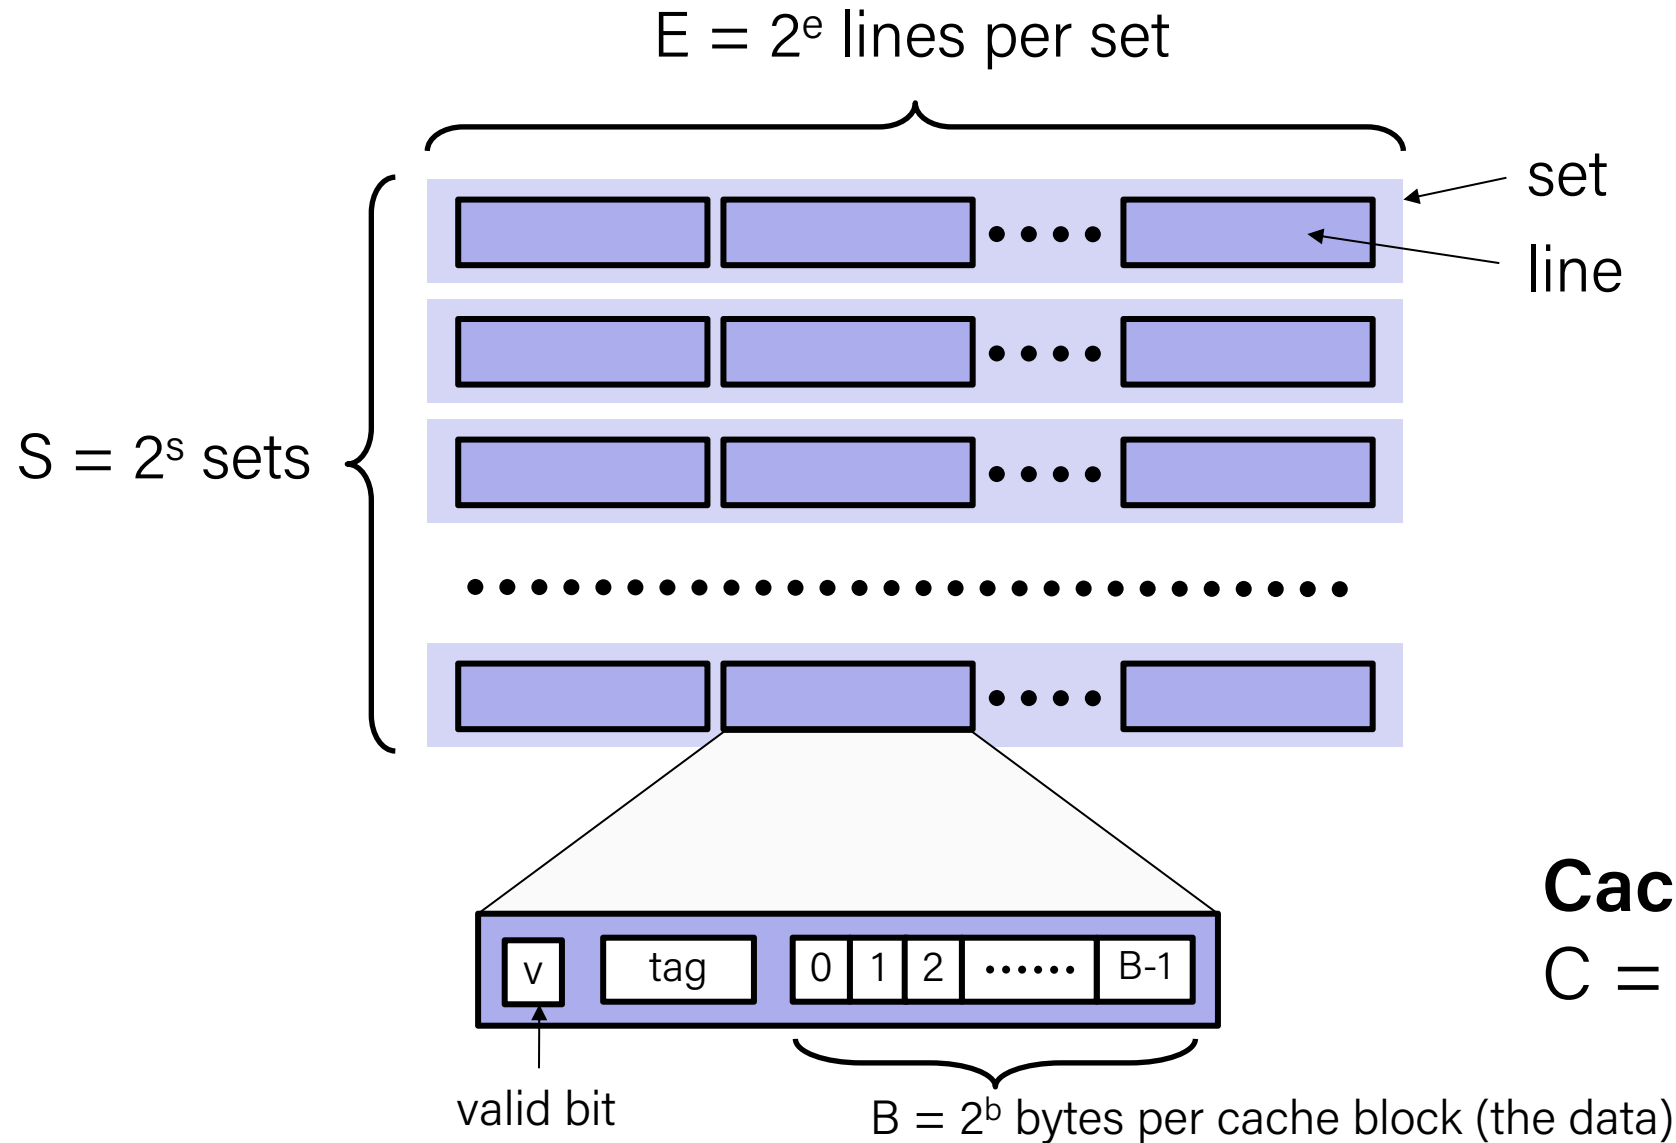 E = 2ᵉ lines per set
set
line
S = 2ˢ sets
v
tag
0 1 2 •••••• B-1
Cac
C =
valid bit
B = 2ᵇ bytes per cache block (the data)